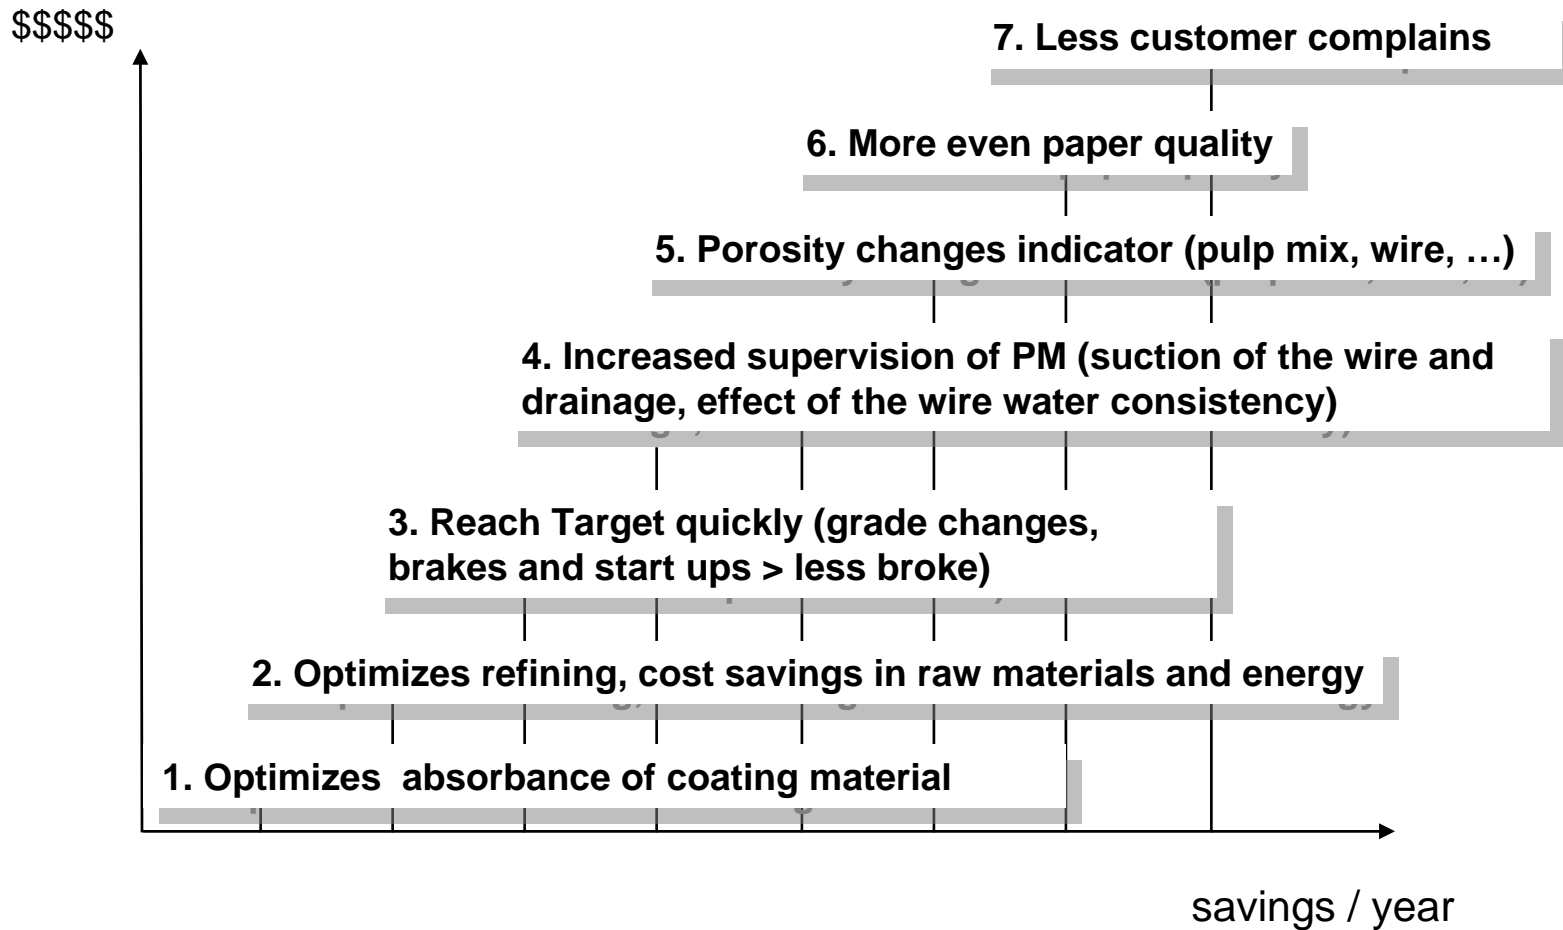 $$$$$
7. Less customer complains
6. More even paper quality
5. Porosity changes indicator (pulp mix, wire, …)
4. Increased supervision of PM (suction of the wire and
drainage, effect of the wire water consistency)
3. Reach Target quickly (grade changes,
brakes and start ups > less broke)
2. Optimizes refining, cost savings in raw materials and energy
1. Optimizes  absorbance of coating material
savings / year